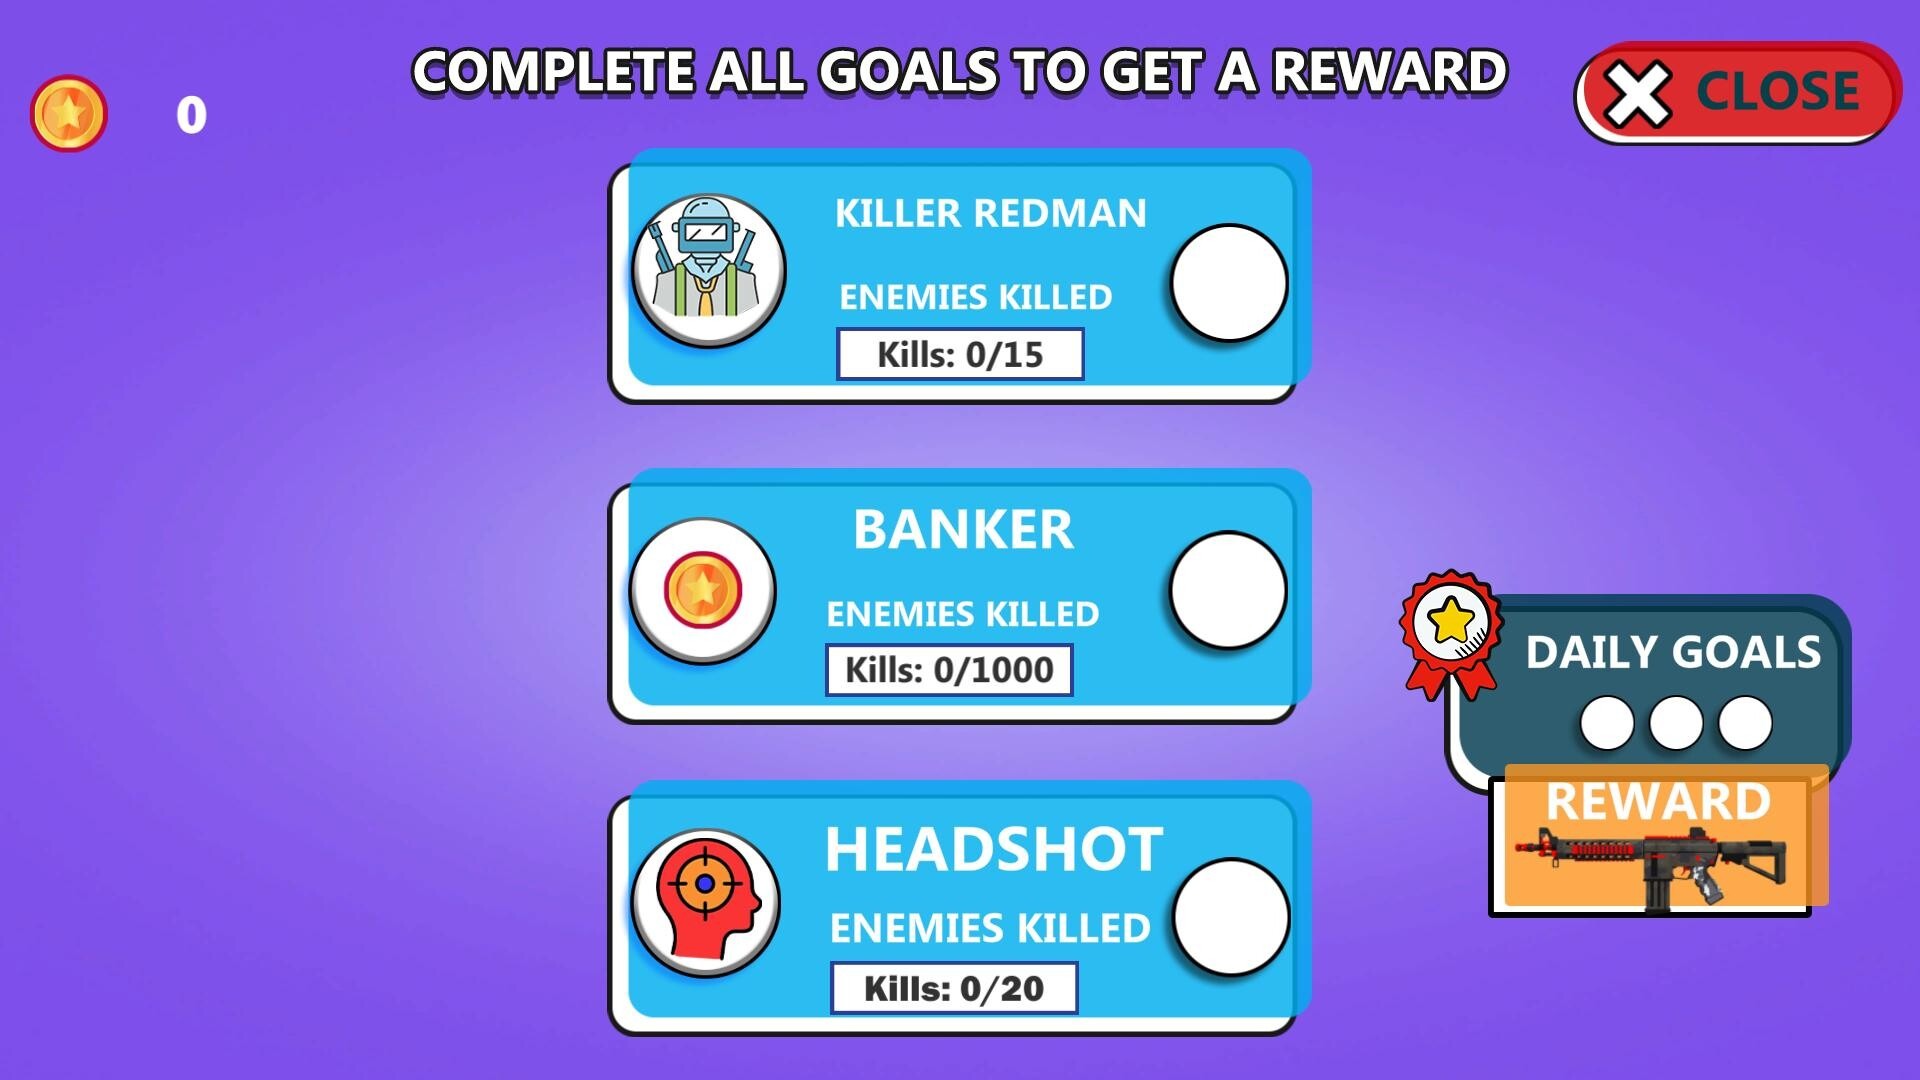 COMPLETE ALL GOALS TO GET A REWARD
0
CLOSE
KILLER REDMAN
ENEMIES KILLED
Kills: 0/15
BANKER
ENEMIES KILLED
Kills: 0/1000
HEADSHOT
ENEMIES KILLED
Kills: 0/20
DAILY GOALS
REWARD